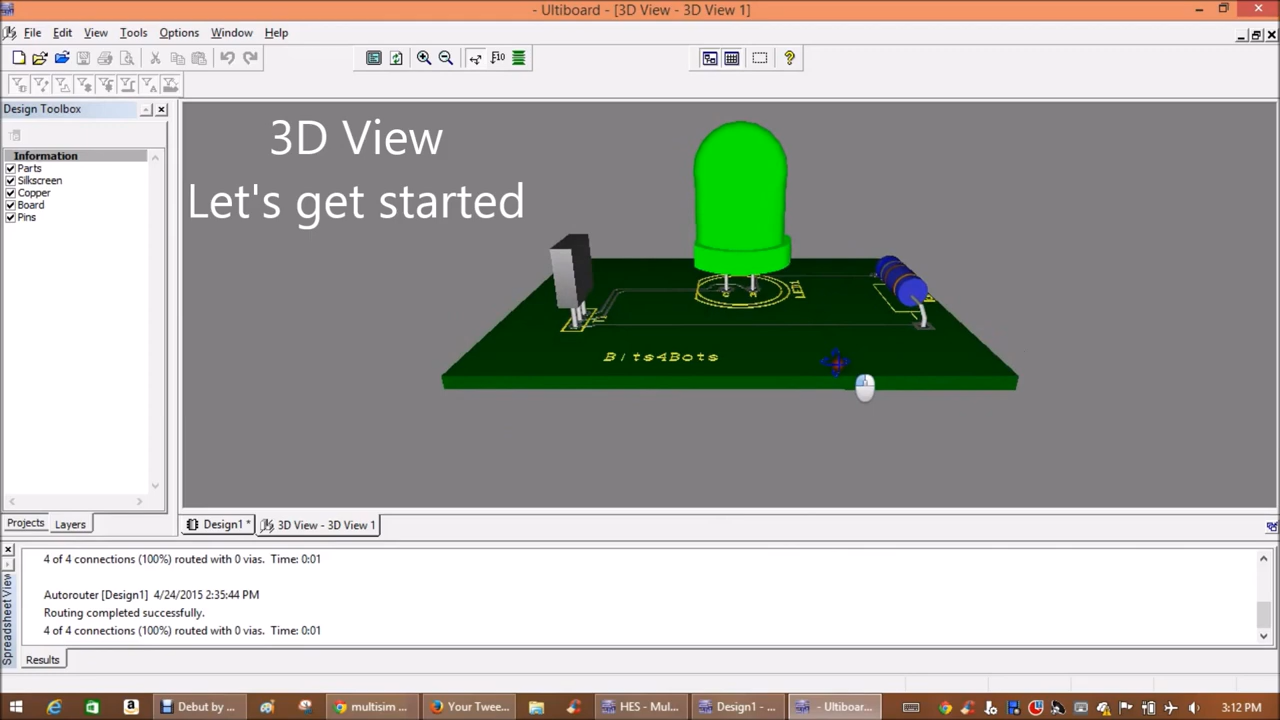 - Ultiboard - [3D View - 3D View 1]
File Edit View Tools Options Window Help
Design Toolbox
Information
Parts
Silkscreen
Copper
Board
Pins
3D View
Let's get started
LED1
Bits4Bots
Projects Layers
Design1 * 3D View - 3D View 1
4 of 4 connections (100%) routed with 0 vias. Time: 0:01
Autorouter [Design1] 4/24/2015 2:35:44 PM
Routing completed successfully.
4 of 4 connections (100%) routed with 0 vias. Time: 0:01
Spreadsheet View
Results
Debut by ... multisim ... Your Twee... HES - Mul... Design1 - ... - Ultiboar... 3:12 PM